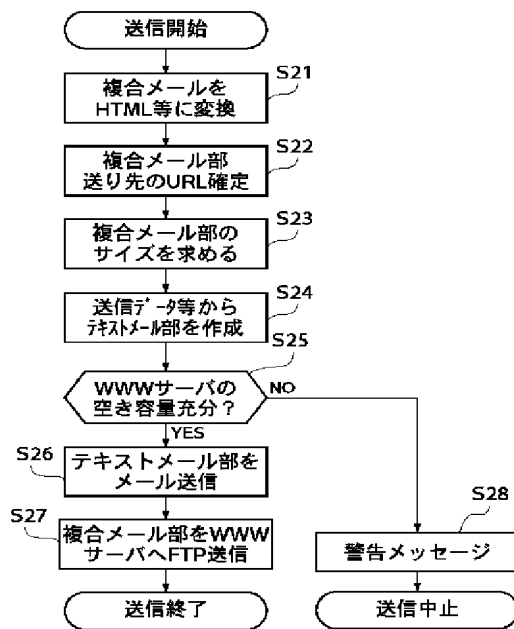 送信開始
S21
複合メールを
HTML等に変換
S22
複合メール部
送り先のURL確定
S23
複合メール部の
サイズを求める
S24
送信ﾃﾞｰﾀ等から
ﾃｷｽﾄﾒｰﾙ部を作成
S25
WWWサーバの
空き容量充分？
NO
YES
S26
テキストメール部を
メール送信
S27
複合メール部をWWW
サーバへFTP送信
S28
警告メッセージ
送信終了
送信中止